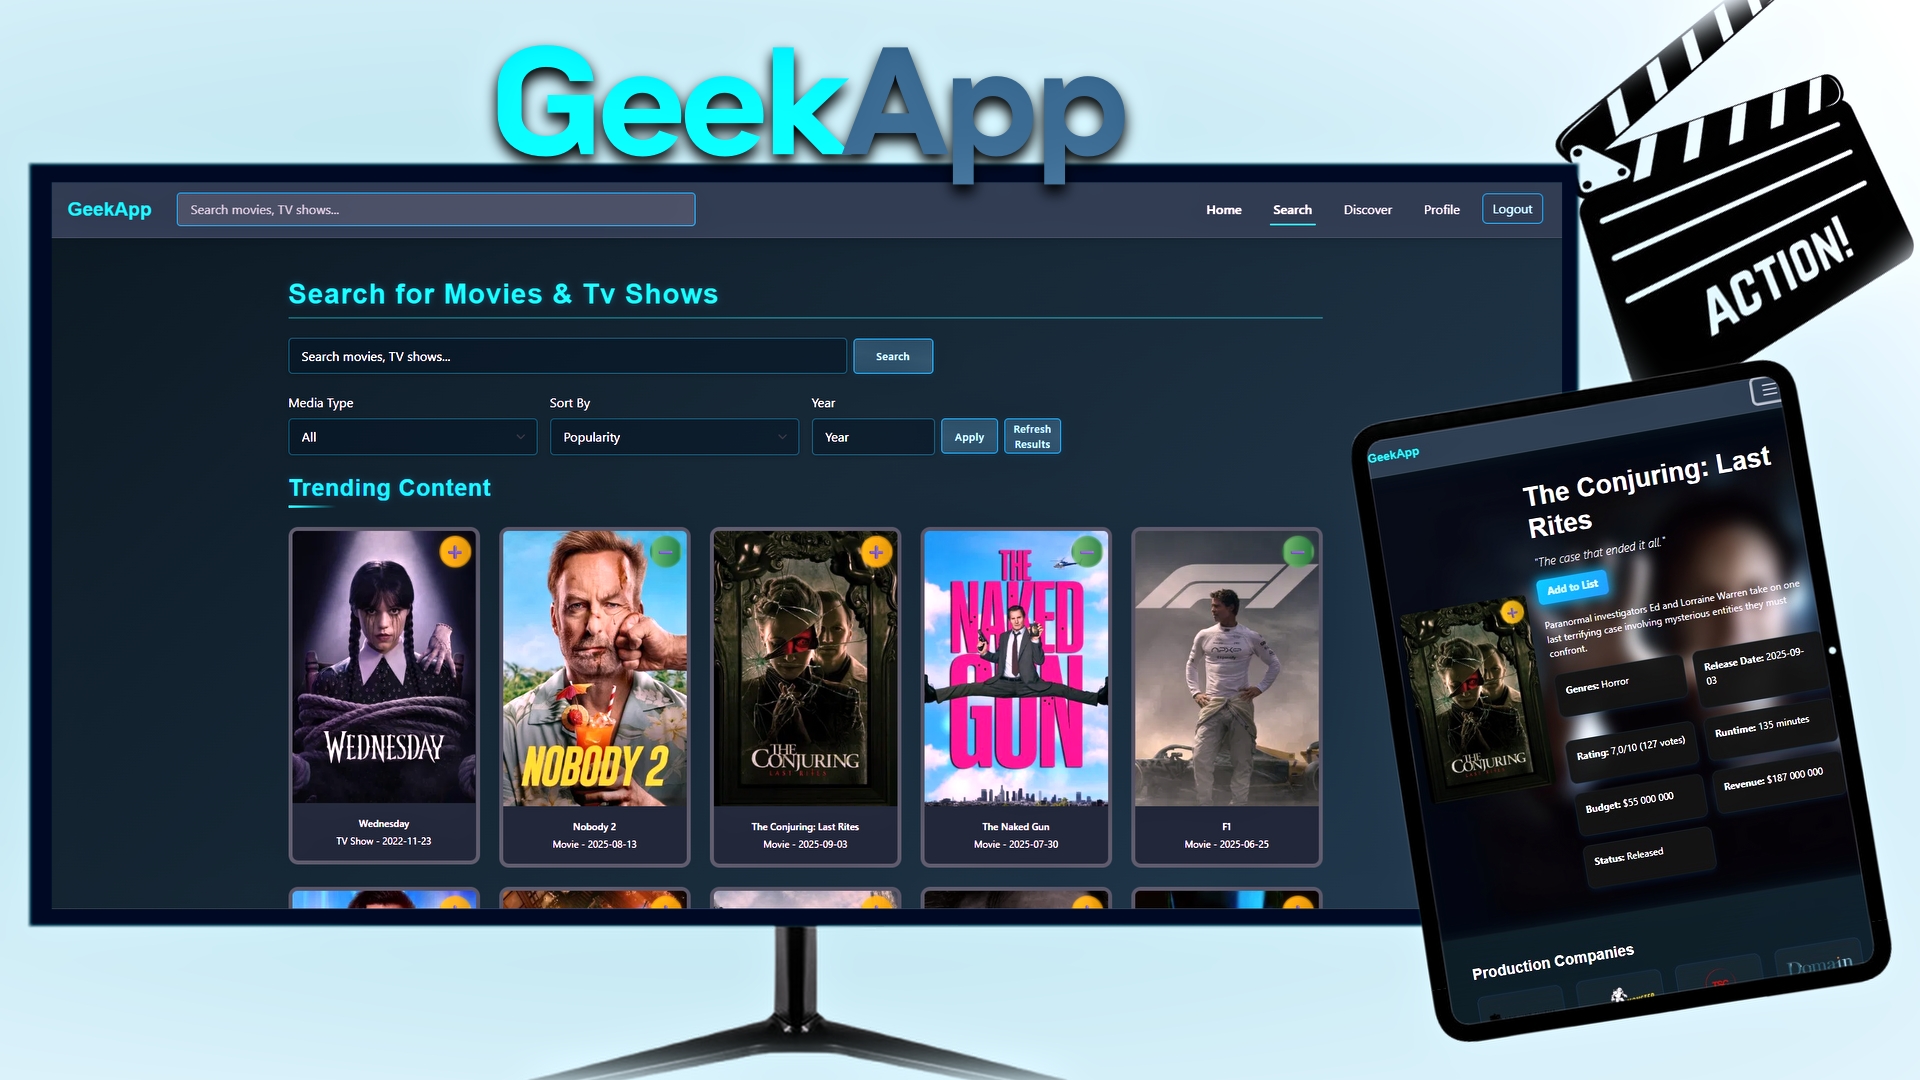 GeekApp
GeekApp
Search movies, TV shows...
Home
Search
Discover
Profile
Logout
Search for Movies & Tv Shows
Search movies, TV shows...
Search
Media Type
Sort By
Year
All
Popularity
Year
Apply
Refresh
Results
Trending Content
WEDNESDAY
NOBODY 2
THE
CONJURING
LAST RITES
THE
NAKED
GUN
Wednesday
TV Show - 2022-11-23
Nobody 2
Movie - 2025-08-13
The Conjuring: Last Rites
Movie - 2025-09-03
The Naked Gun
Movie - 2025-07-30
F1
Movie - 2025-06-25
ACTION!
GeekApp
The Conjuring: Last
Rites
"The case that ended it all."
Add to List
Paranormal investigators Ed and Lorraine Warren take on one
last terrifying case involving mysterious entities they must
confront.
THE
CONJURING
Genres: Horror
Release Date: 2025-09-
03
Rating: 7,0/10 (127 votes)
Runtime: 135 minutes
Budget: $55 000 000
Revenue: $187 000 000
Status: Released
Production Companies
Domain